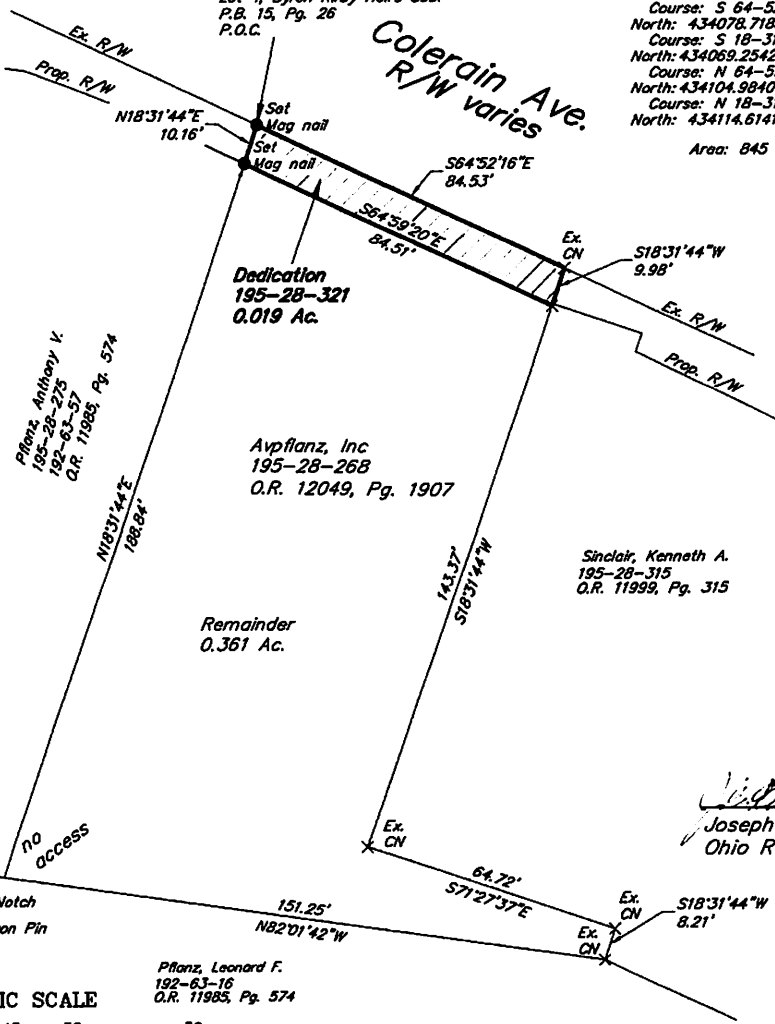 P.B. 15, Pg. 26
P.O.C.
Colerain Ave.
R/W varies
Course: S 64-5
North: 434078.718
Course: S 18-31
North: 434069.2542
Course: N 64-5
North: 434104.9840
Course: N 18-31
North: 434114.6141
Area: 845
Ex. R/W
Prop. R/W
N18°31'44"E
10.16'
Set
Mag nail
Set
Mag nail
S64°52'16"E
84.53'
S64°59'20"E
84.51'
Ex.
CN
S18°31'44"W
9.98'
Dedication
195-28-321
0.019 Ac.
Ex. R/W
Prop. R/W
Pflanz, Anthony V.
195-28-275
192-63-57
O.R. 11985, Pg. 574
Avpflanz, Inc
195-28-268
O.R. 12049, Pg. 1907
N18°31'44"E
188.84'
143.37'
S18°31'44"W
Sinclair, Kenneth A.
195-28-315
O.R. 11999, Pg. 315
Remainder
0.361 Ac.
Joseph
Ohio R
no
access
Ex.
CN
64.72'
S71°27'37"E
Ex.
CN
S18°31'44"W
8.21'
Ex.
CN
Notch
on Pin
151.25'
N82°01'42"W
Pflanz, Leonard F.
192-63-16
O.R. 11985, Pg. 574
IC SCALE